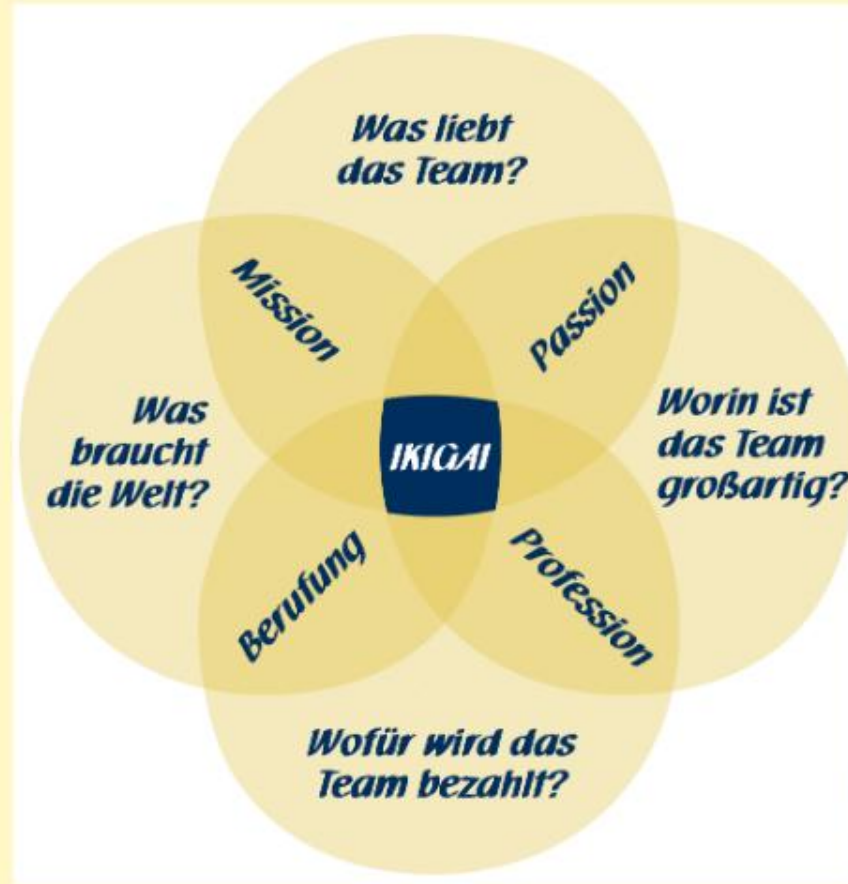 Was liebt
das Team?
Mission
Passion
Was
braucht
die Welt?
IKIGAI
Worin ist
das Team
großartig?
Berufung
Profession
Wofür wird das
Team bezahlt?